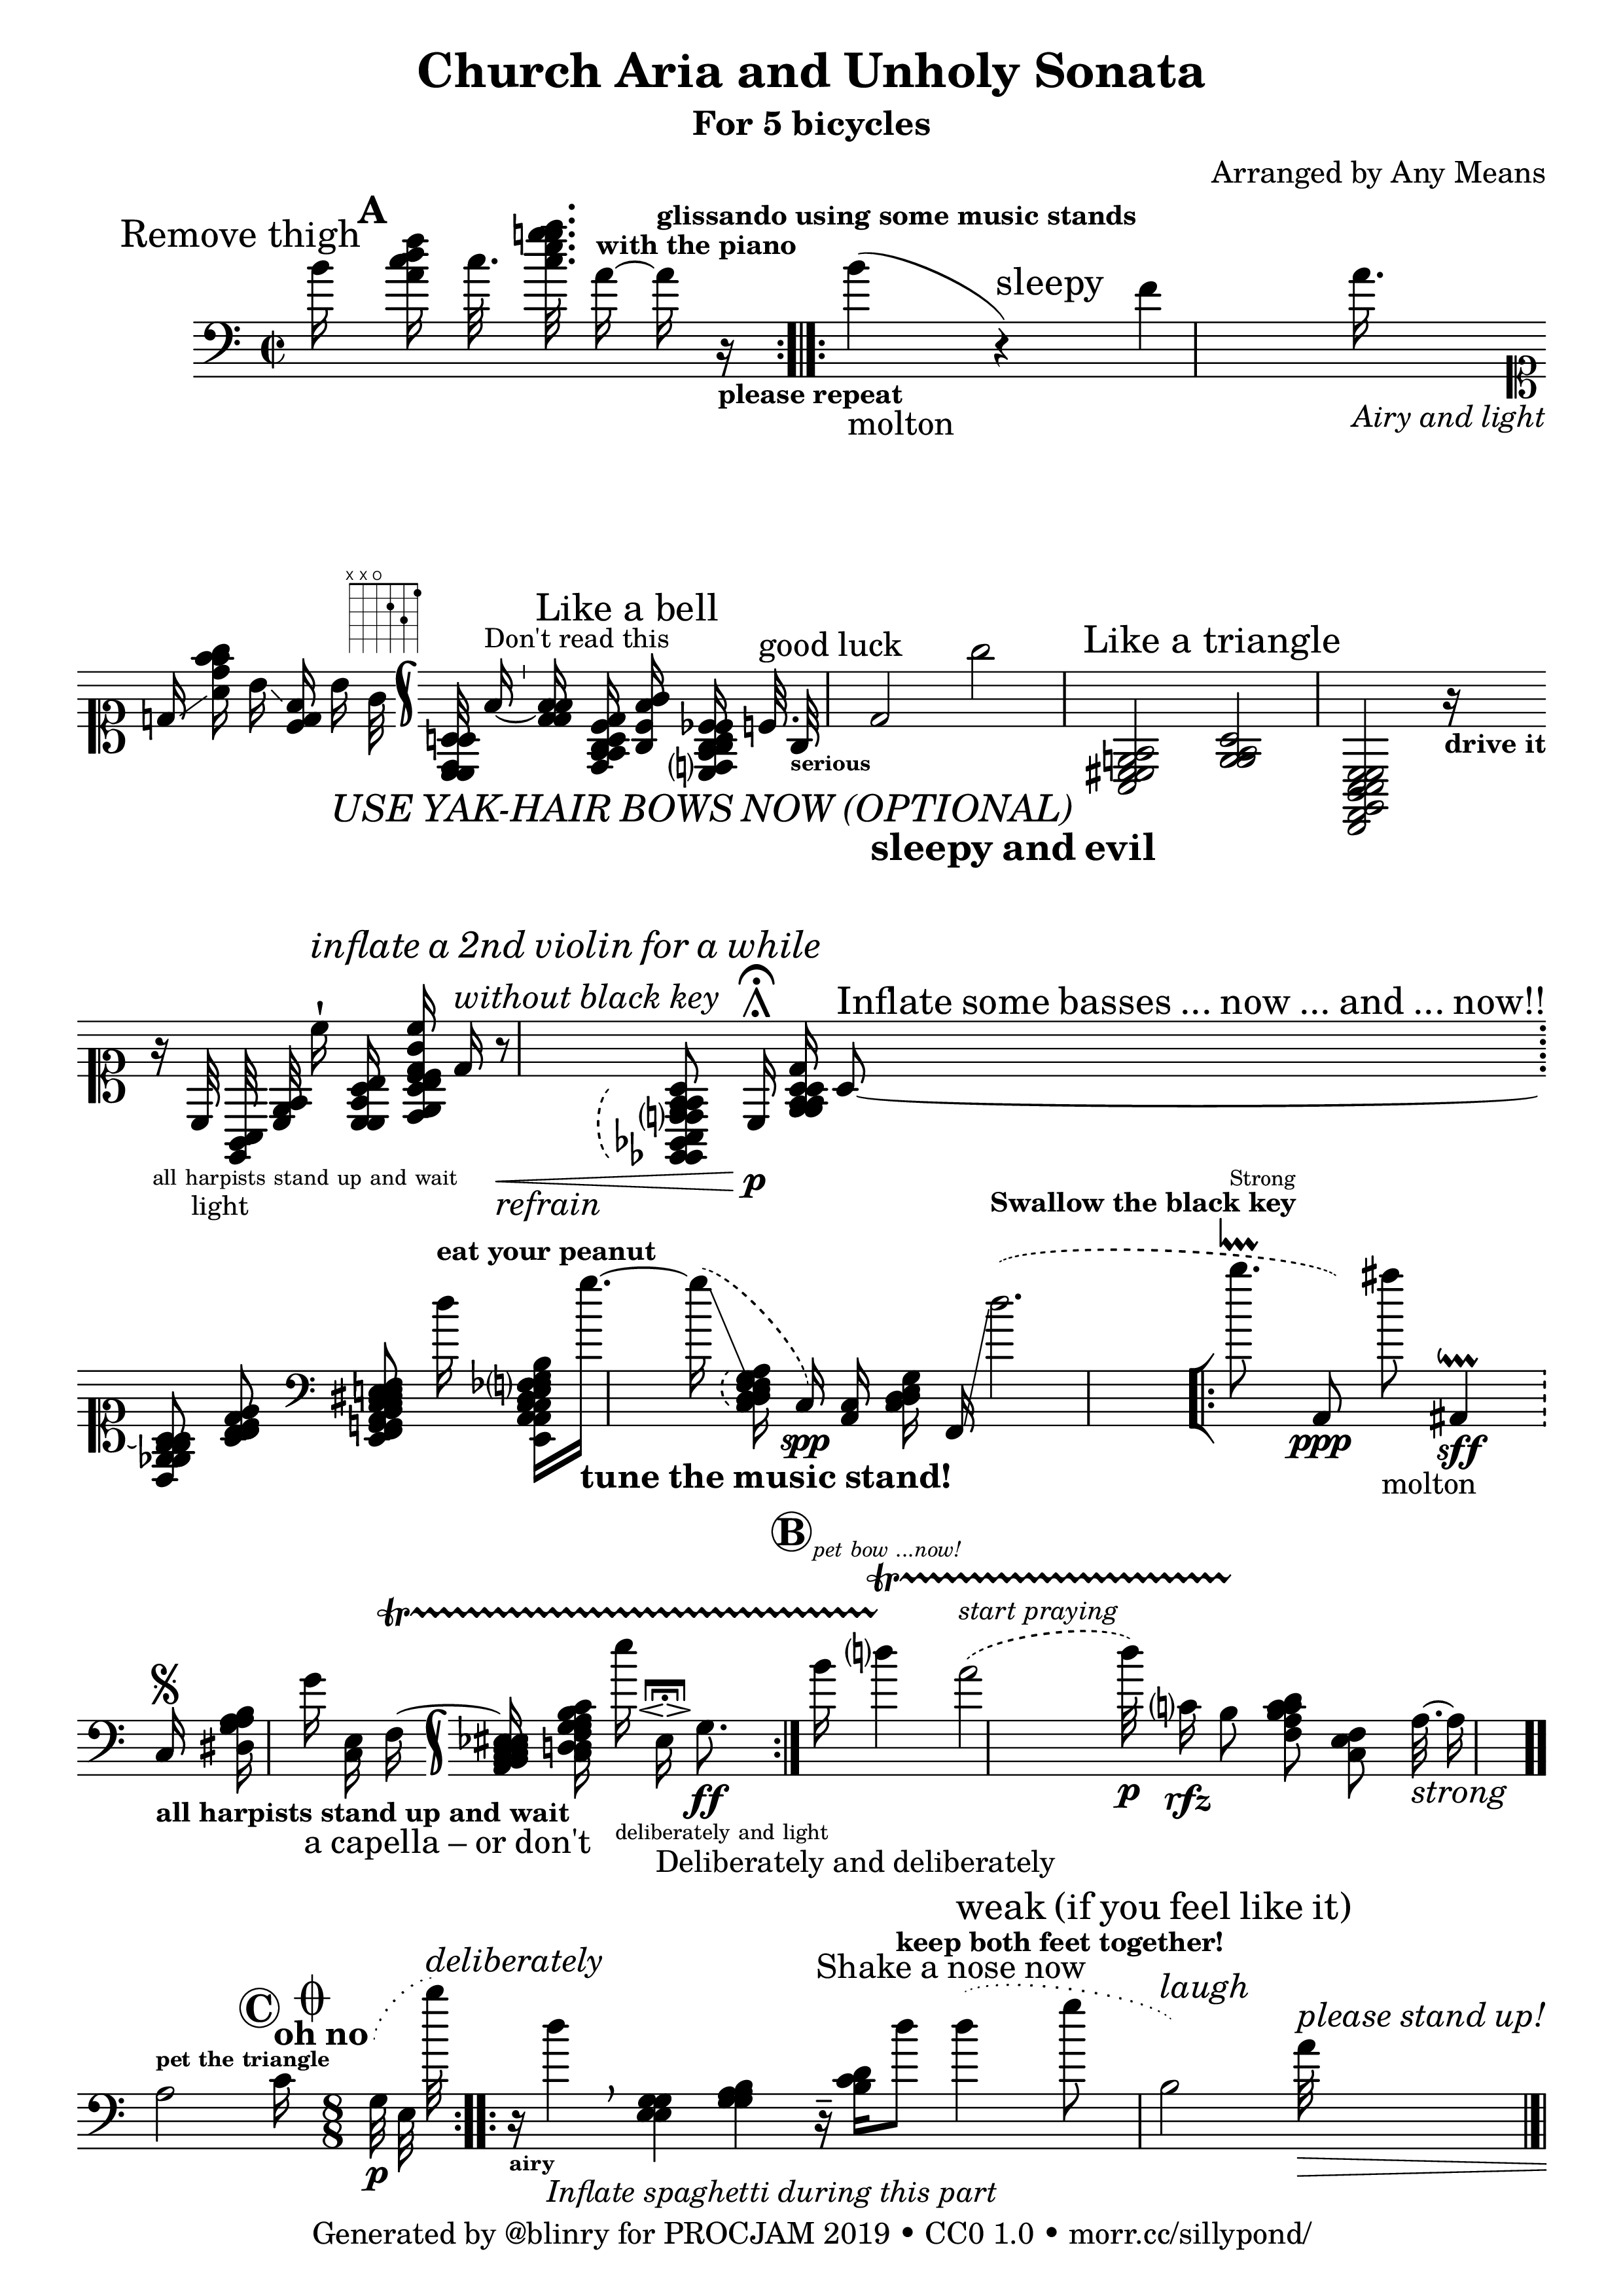 Church Aria and Unholy Sonata
For 5 bicycles
Arranged by Any Means
A
Remove thigh
glissando using some music stands
with the piano
sleepy
please repeat
molton
Airy and light
x x o
Like a bell
Don't read this
good luck
Like a triangle
serious
drive it
USE YAK-HAIR BOWS NOW (OPTIONAL)
sleepy and evil
inflate a 2nd violin for a while
without black key
Inflate some basses ... now ... and ... now!!
all harpists stand up and wait
p
light
refrain
Strong
Swallow the black key
eat your peanut
spp
ppp
sff
tune the music stand!
molton
B
pet bow ...now!
tr
tr
start praying
p
rfz
strong
all harpists stand up and wait
ff
a capella – or don't
deliberately and light
Deliberately and deliberately
weak (if you feel like it)
keep both feet together!
deliberately
Shake a nose now
laugh
C
oh no
please stand up!
pet the triangle
8
8
p
airy
Inflate spaghetti during this part
Generated by @blinry for PROCJAM 2019 • CC0 1.0 • morr.cc/sillypond/